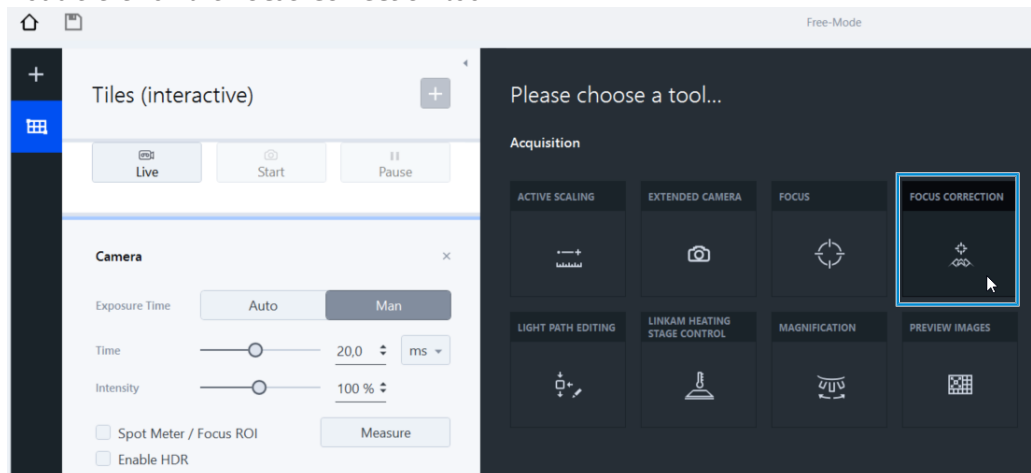 Free-Mode
Tiles (interactive)
Please choose a tool...
Acquisition
Live
Start
Pause
ACTIVE SCALING
EXTENDED CAMERA
FOCUS
FOCUS CORRECTION
Camera
Exposure Time
Auto
Man
Time
20,0
ms
Intensity
100 %
LIGHT PATH EDITING
LINKAM HEATING
STAGE CONTROL
MAGNIFICATION
PREVIEW IMAGES
Spot Meter / Focus ROI
Measure
Enable HDR